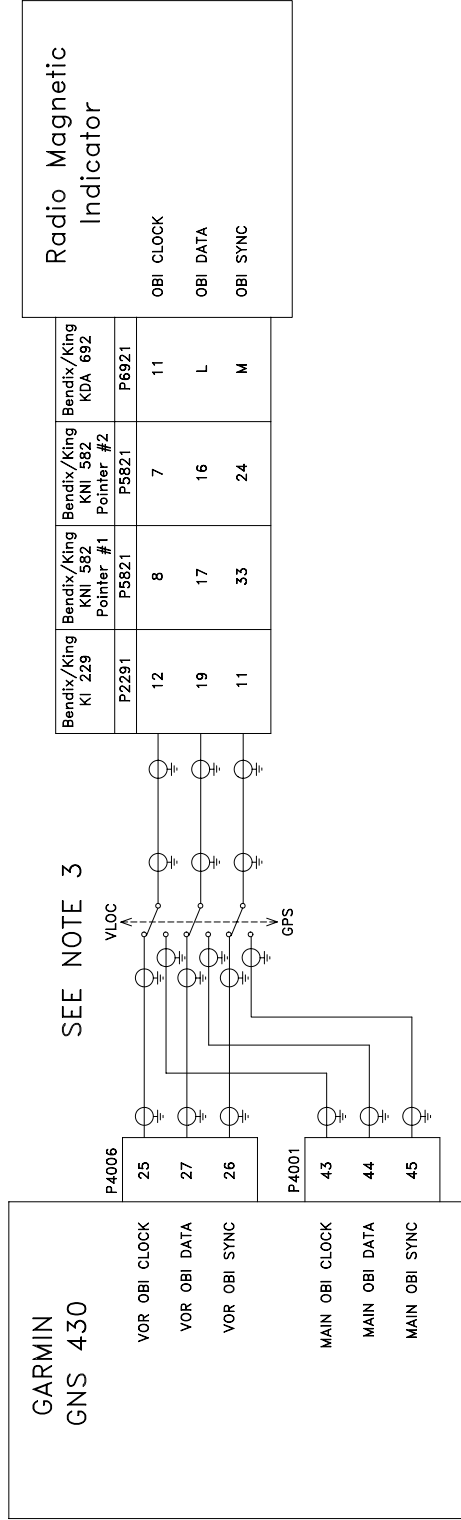 GARMIN
GNS 430
P4006
VOR OBI CLOCK 25
VOR OBI DATA 27
VOR OBI SYNC 26
P4001
MAIN OBI CLOCK 43
MAIN OBI DATA 44
MAIN OBI SYNC 45
SEE NOTE 3
VLOC
GPS
Bendix/King
KI 229
P2291
12
19
11
Bendix/King
KNI 582
Pointer #1
P5821
8
17
33
Bendix/King
KNI 582
Pointer #2
P5821
7
16
24
Bendix/King
KDA 692
P6921
11
L
M
Radio Magnetic
Indicator
OBI CLOCK
OBI DATA
OBI SYNC